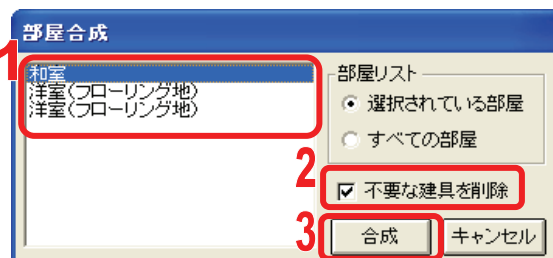 部屋合成
1
和室
洋室(フローリング地)
洋室(フローリング地)
部屋リスト
選択されている部屋
すべての部屋
2
不要な建具を削除
3
合成
キャンセル